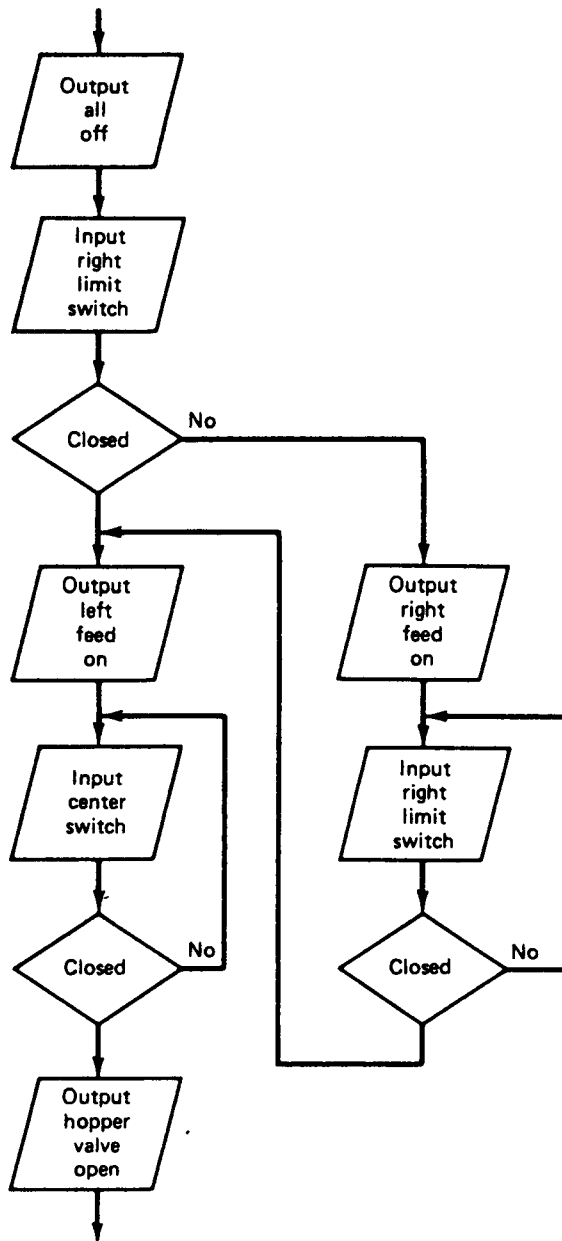 Output
all
off
Input
right
limit
switch
Closed
No
Output
left
feed
on
Output
right
feed
on
Input
center
switch
Input
right
limit
switch
Closed
No
Closed
No
Output
hopper
valve
open